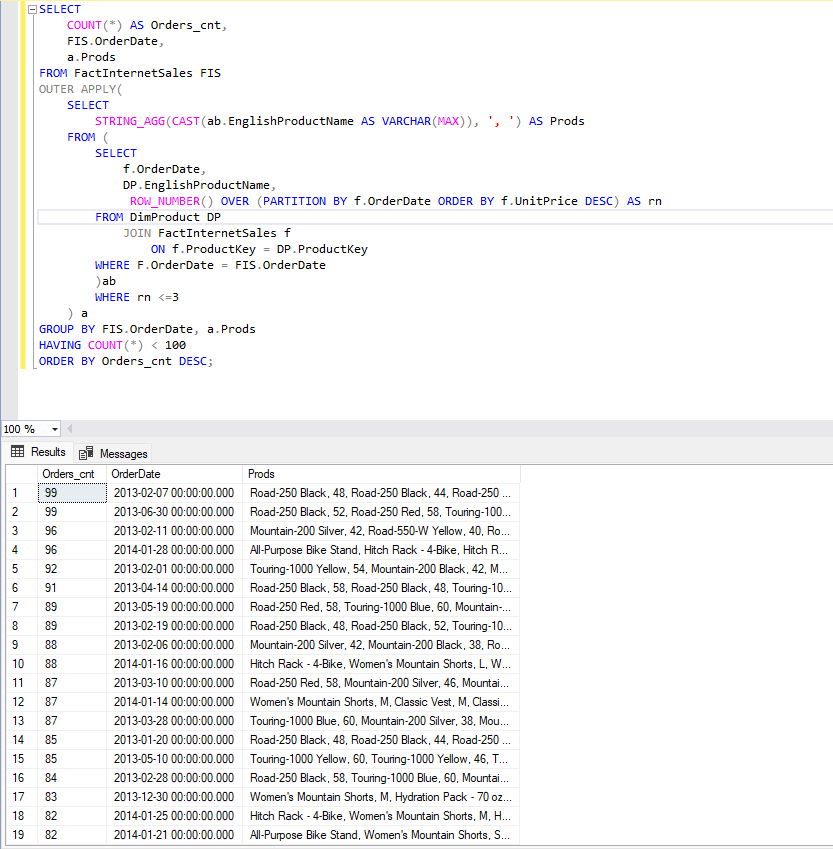 SELECT
COUNT(*) AS Orders_cnt,
FIS.OrderDate,
a.Prods
FROM FactInternetSales FIS
OUTER APPLY(
SELECT
STRING_AGG(CAST(ab.EnglishProductName AS VARCHAR(MAX)), ', ') AS Prods
FROM (
SELECT
f.OrderDate,
DP.EnglishProductName,
ROW_NUMBER() OVER (PARTITION BY f.OrderDate ORDER BY f.UnitPrice DESC) AS rn
FROM DimProduct DP
JOIN FactInternetSales f
ON f.ProductKey = DP.ProductKey
WHERE F.OrderDate = FIS.OrderDate
)ab
WHERE rn <=3
) a
GROUP BY FIS.OrderDate, a.Prods
HAVING COUNT(*) < 100
ORDER BY Orders_cnt DESC;
100 %
Results Messages
Orders_cnt OrderDate Prods
1 99 2013-02-07 00:00:00.000 Road-250 Black, 48, Road-250 Black, 44, Road-250 ...
2 99 2013-06-30 00:00:00.000 Road-250 Black, 52, Road-250 Red, 58, Touring-100...
3 96 2013-02-11 00:00:00.000 Mountain-200 Silver, 42, Road-550-W Yellow, 40, Ro...
4 96 2014-01-28 00:00:00.000 All-Purpose Bike Stand, Hitch Rack - 4-Bike, Hitch R...
5 92 2013-02-01 00:00:00.000 Touring-1000 Yellow, 54, Mountain-200 Black, 42, M...
6 91 2013-04-14 00:00:00.000 Road-250 Black, 58, Road-250 Black, 48, Touring-10...
7 89 2013-05-19 00:00:00.000 Road-250 Red, 58, Touring-1000 Blue, 60, Mountain-...
8 89 2013-02-19 00:00:00.000 Road-250 Black, 48, Road-250 Black, 52, Touring-10...
9 88 2013-02-06 00:00:00.000 Mountain-200 Silver, 42, Mountain-200 Black, 38, Ro...
10 88 2014-01-16 00:00:00.000 Hitch Rack - 4-Bike, Women's Mountain Shorts, L, W...
11 87 2013-03-10 00:00:00.000 Road-250 Red, 58, Mountain-200 Silver, 46, Mountai...
12 87 2014-01-14 00:00:00.000 Women's Mountain Shorts, M, Classic Vest, M, Classi...
13 87 2013-03-28 00:00:00.000 Touring-1000 Blue, 60, Mountain-200 Silver, 38, Mou...
14 85 2013-01-20 00:00:00.000 Road-250 Black, 48, Road-250 Black, 44, Road-250 ...
15 85 2013-05-10 00:00:00.000 Touring-1000 Yellow, 60, Touring-1000 Yellow, 46, T...
16 84 2013-02-28 00:00:00.000 Road-250 Black, 58, Touring-1000 Blue, 60, Mountai...
17 83 2013-12-30 00:00:00.000 Women's Mountain Shorts, M, Hydration Pack - 70 oz...
18 82 2014-01-25 00:00:00.000 Hitch Rack - 4-Bike, Women's Mountain Shorts, M, H...
19 82 2014-01-21 00:00:00.000 All-Purpose Bike Stand, Women's Mountain Shorts, S...